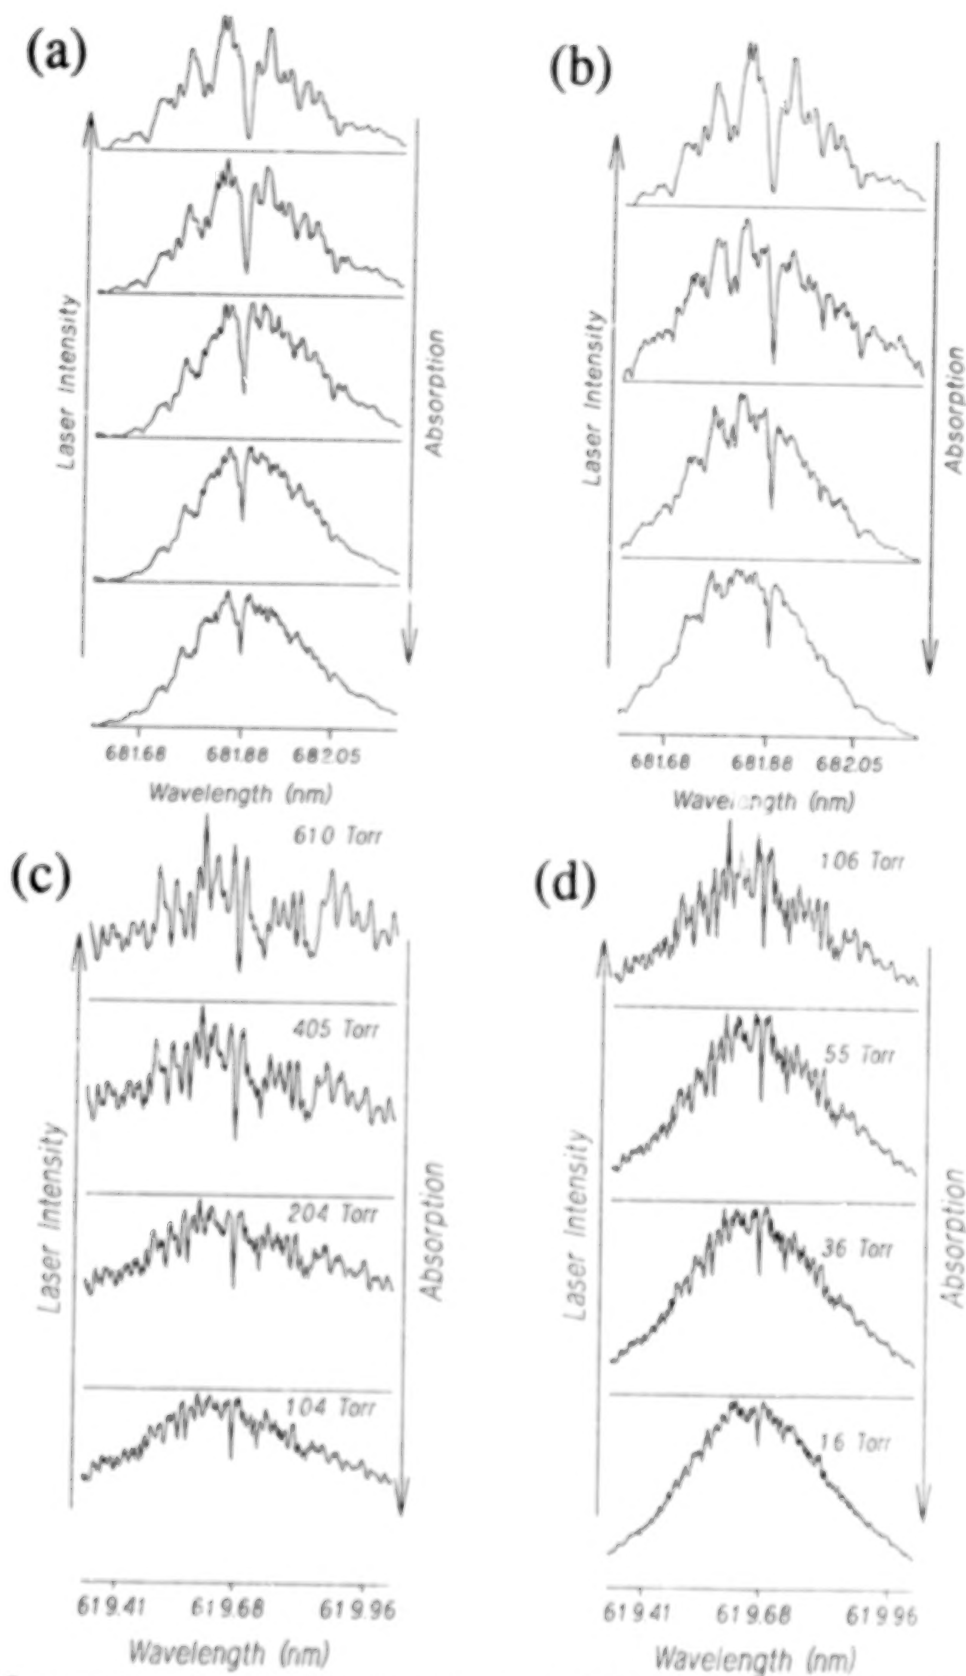 (a)
Laser Intensity
Absorption
681.68 681.88 682.05
Wavelength (nm)
(b)
Laser Intensity
Absorption
681.68 681.88 682.05
Wavelength (nm)
(c)
610 Torr
405 Torr
204 Torr
104 Torr
Laser Intensity
Absorption
619.41 619.68 619.96
Wavelength (nm)
(d)
106 Torr
55 Torr
36 Torr
16 Torr
Laser Intensity
Absorption
619.41 619.68 619.96
Wavelength (nm)